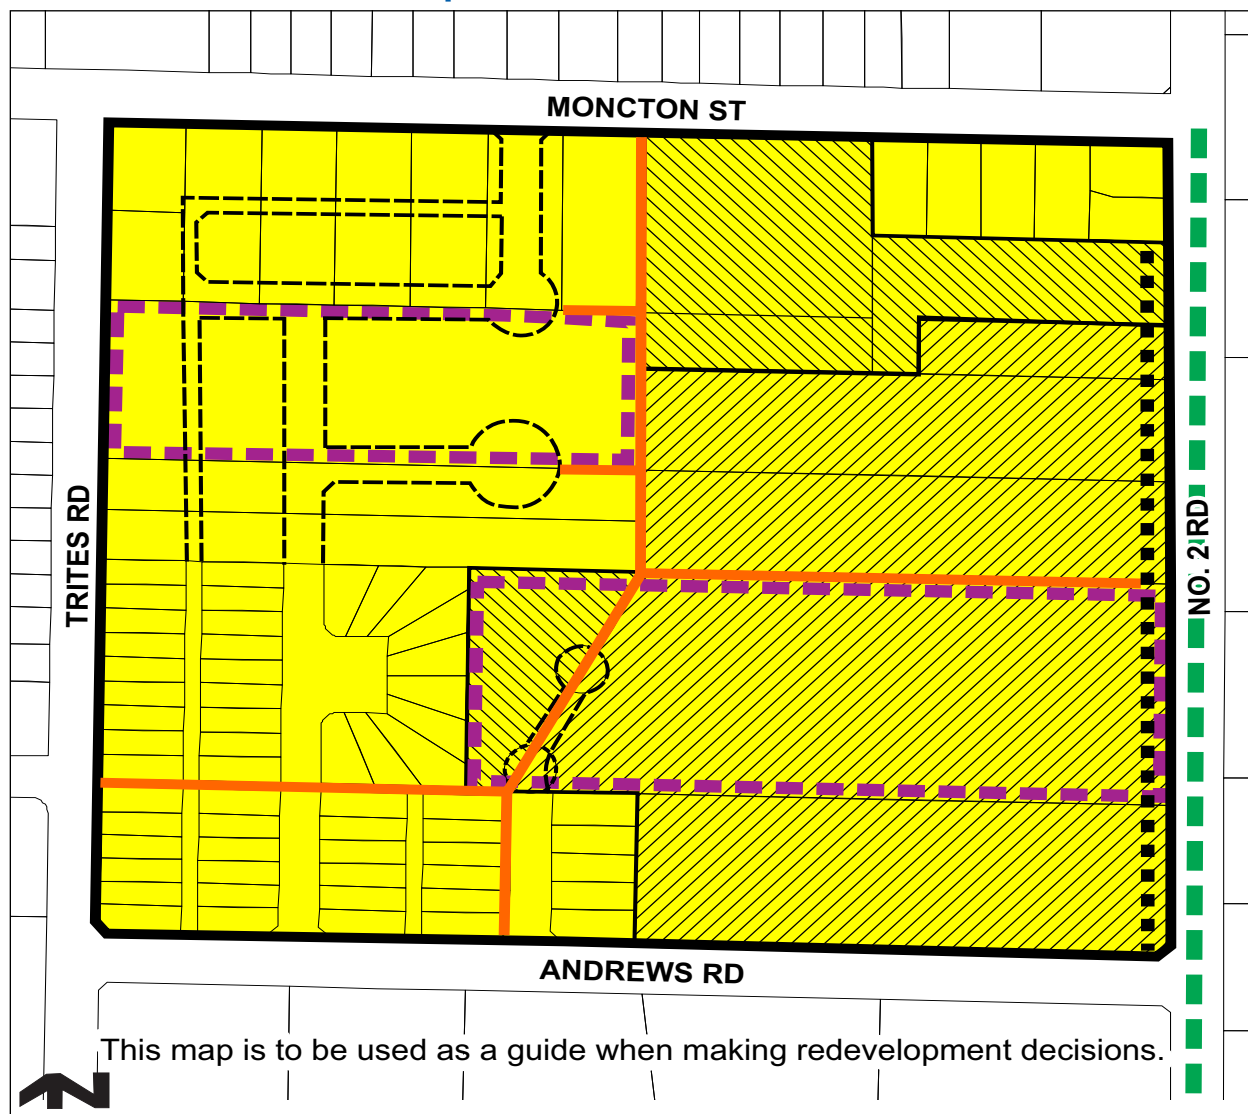 MONCTON ST
TRITES RD
NO. 2 RD
ANDREWS RD
This map is to be used as a guide when making redevelopment decisions.